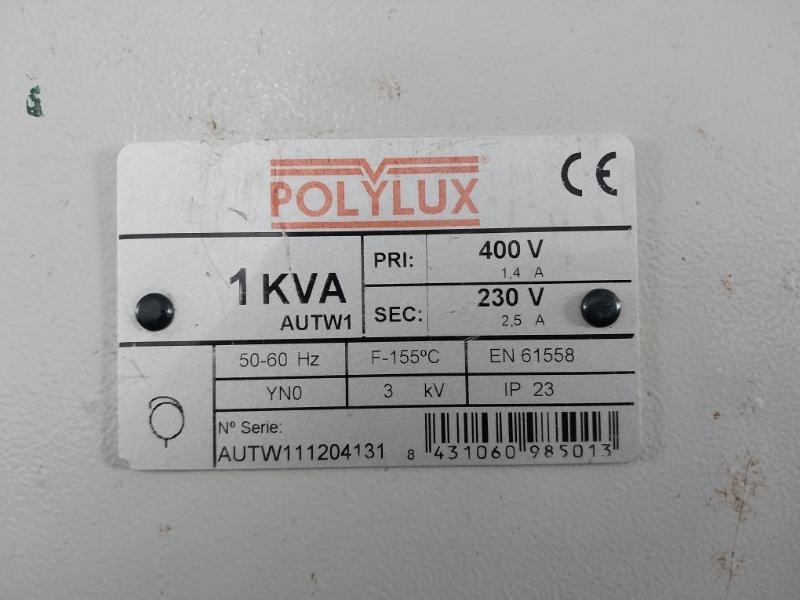 POLYLUX®
CE
1 KVA
AUTW1
PRI: 400 V
1,4 A
SEC: 230 V
2,5 A
50-60 Hz F-155ºC EN 61558
YN0 3 kV IP 23
Nº Serie:
AUTW111204131
8 431060 985013